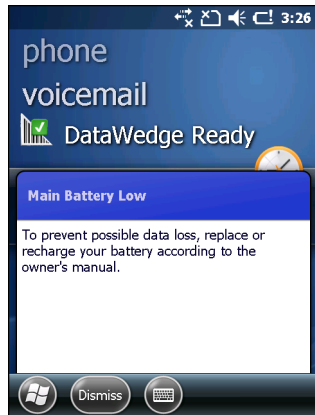 3:26
phone
voicemail
DataWedge Ready
Main Battery Low
To prevent possible data loss, replace or
recharge your battery according to the
owner's manual.
Dismiss